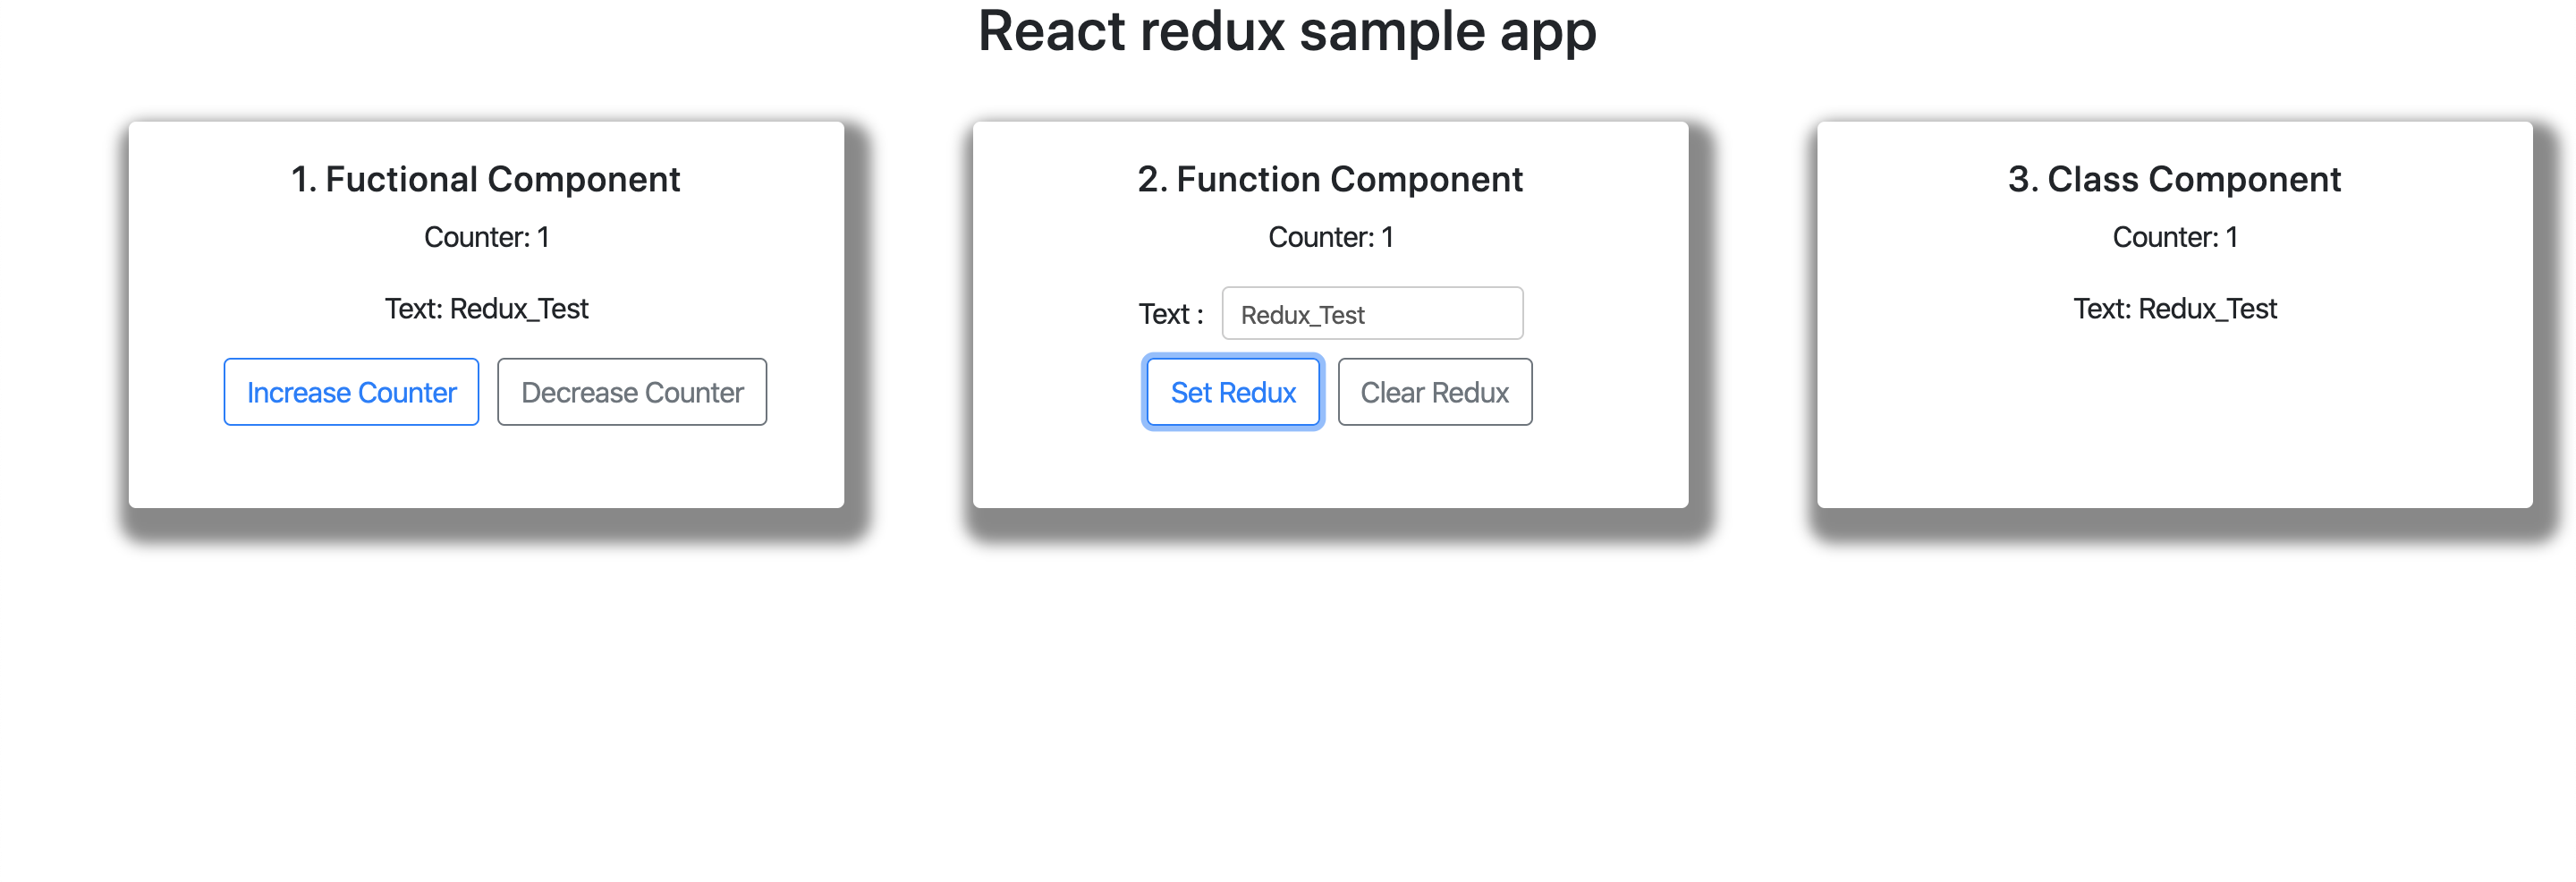 React redux sample app
1. Fuctional Component
Counter: 1
Text: Redux_Test
Increase Counter
Decrease Counter
2. Function Component
Counter: 1
Text :
Redux_Test
Set Redux
Clear Redux
3. Class Component
Counter: 1
Text: Redux_Test